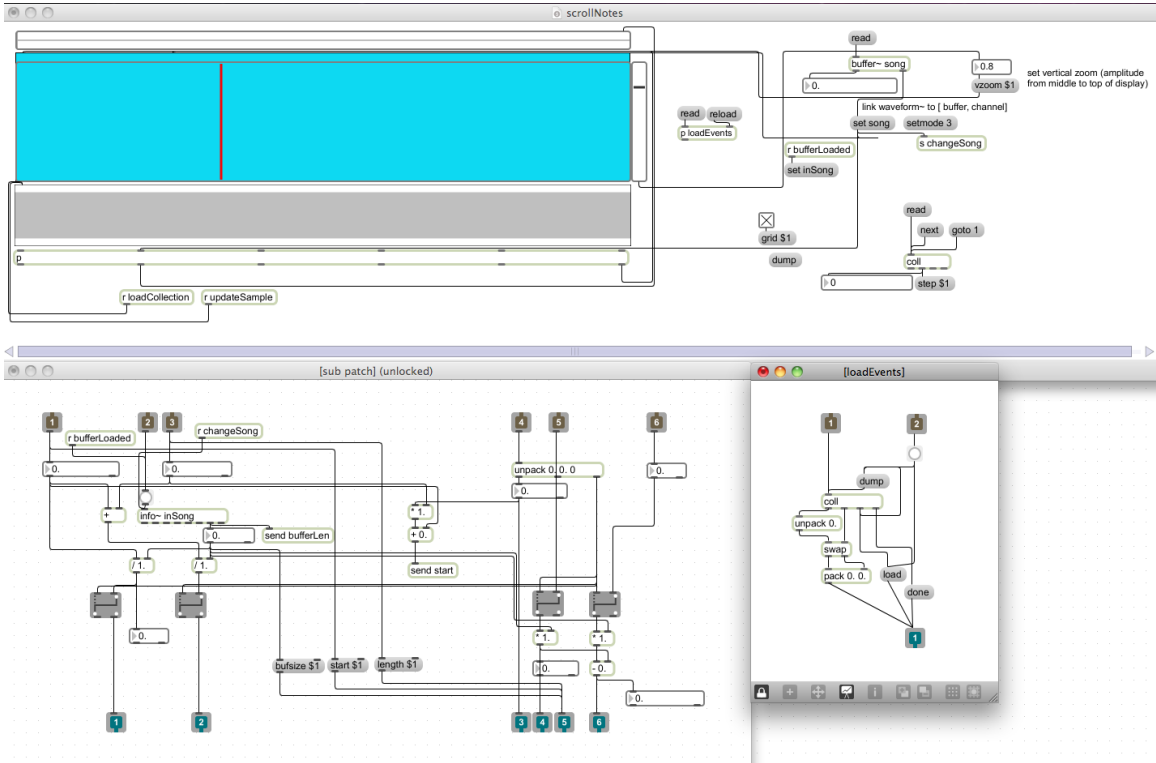 scrollNotes
read
buffer~ song
0.
0.8
vzoom $1
set vertical zoom (amplitude
from middle to top of display)
link waveform~ to [ buffer, channel]
set song
setmode 3
s changeSong
read
reload
p loadEvents
r bufferLoaded
set inSong
grid $1
dump
read
next
goto 1
coll
0
step $1
p
r loadCollection
r updateSample
[sub patch] (unlocked)
1
2
3
4
5
6
r bufferLoaded
r changeSong
0.
0.
unpack 0. 0. 0
0.
0.
+
info~ inSong
0.
send bufferLen
* 1.
+ 0.
send start
/ 1.
/ 1.
0.
bufsize $1
start $1
length $1
* 1.
* 1.
0.
- 0.
0.
1
2
3
4
5
6
[loadEvents]
1
2
dump
coll
unpack 0.
swap
pack 0. 0.
load
done
1